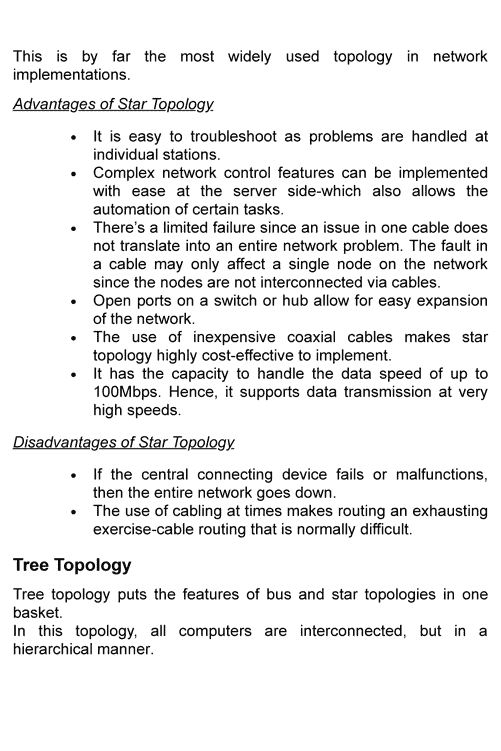 This is by far the most widely used topology in network
implementations.
Advantages of Star Topology
• It is easy to troubleshoot as problems are handled at
individual stations.
• Complex network control features can be implemented
with ease at the server side-which also allows the
automation of certain tasks.
• There's a limited failure since an issue in one cable does
not translate into an entire network problem. The fault in
a cable may only affect a single node on the network
since the nodes are not interconnected via cables.
• Open ports on a switch or hub allow for easy expansion
of the network.
• The use of inexpensive coaxial cables makes star
topology highly cost-effective to implement.
• It has the capacity to handle the data speed of up to
100Mbps. Hence, it supports data transmission at very
high speeds.
Disadvantages of Star Topology
• If the central connecting device fails or malfunctions,
then the entire network goes down.
• The use of cabling at times makes routing an exhausting
exercise-cable routing that is normally difficult.
Tree Topology
Tree topology puts the features of bus and star topologies in one
basket.
In this topology, all computers are interconnected, but in a
hierarchical manner.